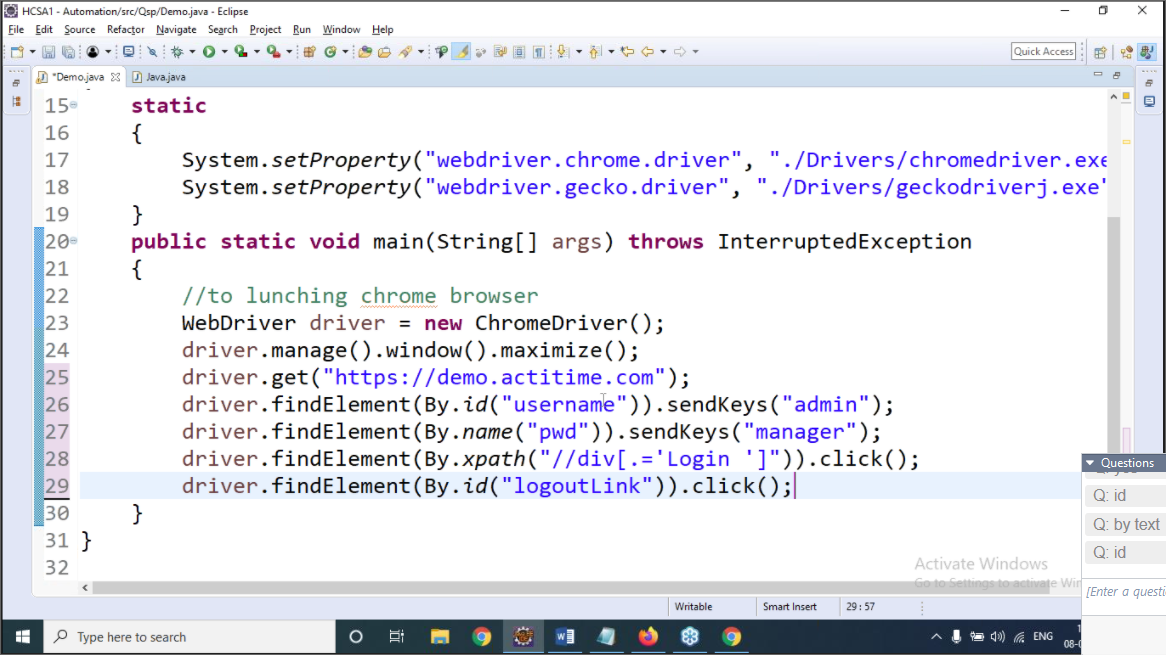 HCSA1 - Automation/src/Qsp/Demo.java - Eclipse
File Edit Source Refactor Navigate Search Project Run Window Help
Quick Access
*Demo.java Java.java
15 static
16 {
17 System.setProperty("webdriver.chrome.driver", "./Drivers/chromedriver.exe
18 System.setProperty("webdriver.gecko.driver", "./Drivers/geckodriverj.exe"
19 }
20 public static void main(String[] args) throws InterruptedException
21 {
22 //to lunching chrome browser
23 WebDriver driver = new ChromeDriver();
24 driver.manage().window().maximize();
25 driver.get("https://demo.actitime.com");
26 driver.findElement(By.id("username")).sendKeys("admin");
27 driver.findElement(By.name("pwd")).sendKeys("manager");
28 driver.findElement(By.xpath("//div[.='Login ']")).click();
29 driver.findElement(By.id("logoutLink")).click();
30 }
31 }
32
Questions
Q: id
Q: by text
Q: id
[Enter a questi
Activate Windows
Go to Settings to activate Win
Writable Smart Insert 29 : 57
Type here to search
ENG